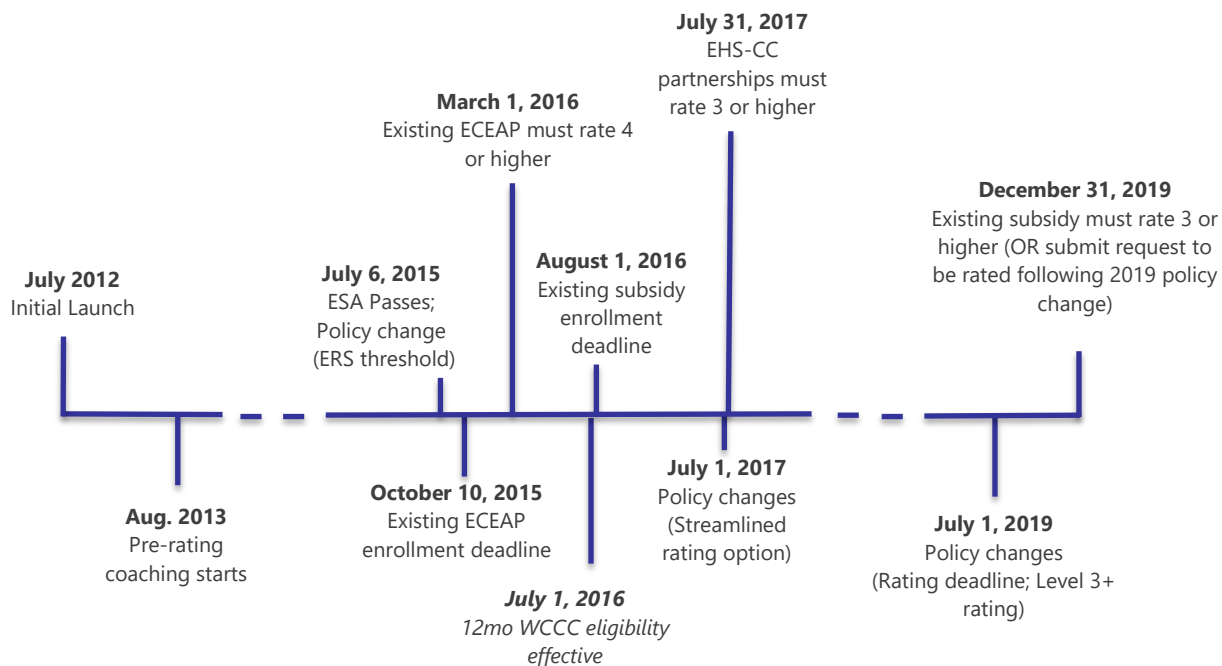 July 31, 2017
EHS-CC
partnerships must
rate 3 or higher
March 1, 2016
Existing ECEAP must rate 4
or higher
December 31, 2019
Existing subsidy must rate 3 or
higher (OR submit request to
be rated following 2019 policy
change)
July 2012
Initial Launch
July 6, 2015
ESA Passes;
Policy change
(ERS threshold)
August 1, 2016
Existing subsidy
enrollment
deadline
Aug. 2013
Pre-rating
coaching starts
October 10, 2015
Existing ECEAP
enrollment deadline
July 1, 2016
12mo WCCC eligibility
effective
July 1, 2017
Policy changes
(Streamlined
rating option)
July 1, 2019
Policy changes
(Rating deadline; Level 3+
rating)